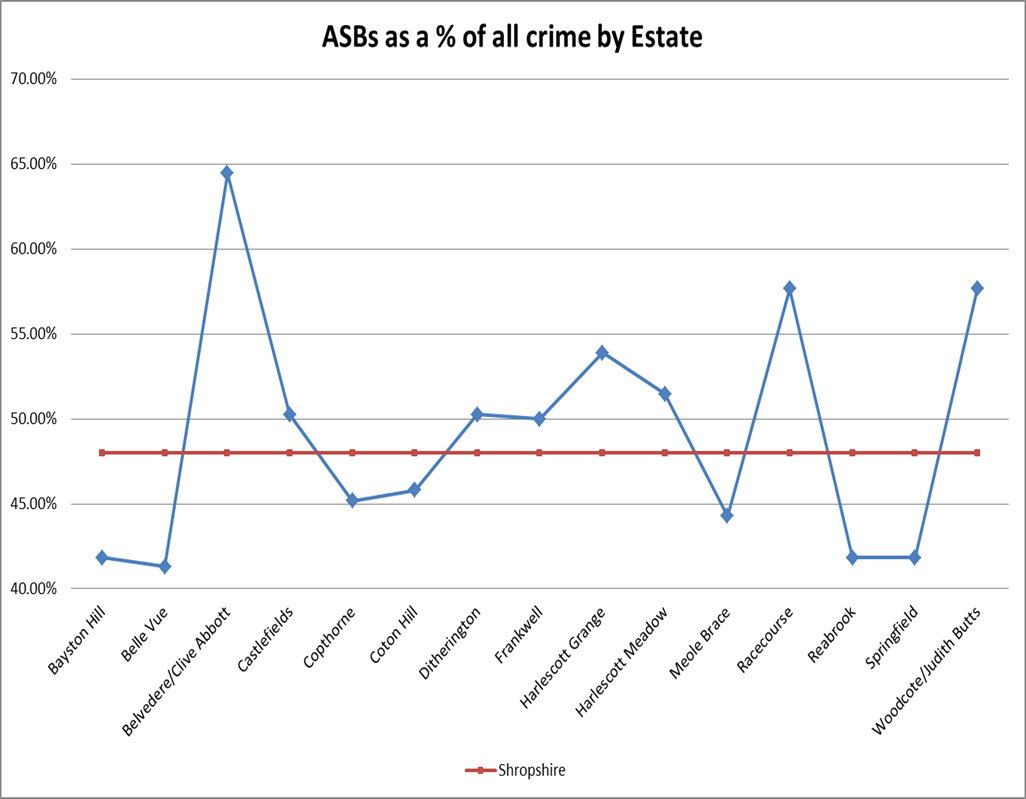 ASBs as a % of all crime by Estate
70.00%
65.00%
60.00%
55.00%
50.00%
45.00%
40.00%
Bayston Hill
Belle Vue
Belvedere/Clive Abbott
Castlefields
Copthorne
Coton Hill
Ditherington
Frankwell
Harlescott Grange
Harlescott Meadow
Meole Brace
Racecourse
Reabrook
Springfield
Woodcote/Judith Butts
Shropshire